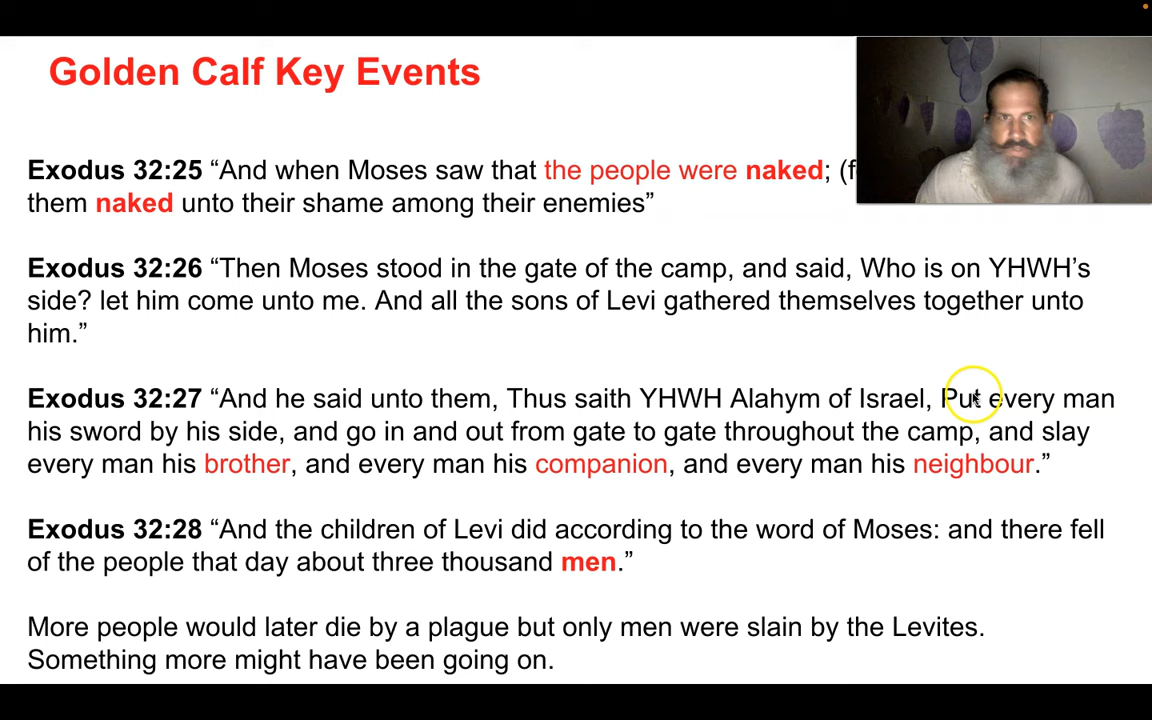 Golden Calf Key Events
Exodus 32:25 “And when Moses saw that the people were naked; (f
them naked unto their shame among their enemies”
Exodus 32:26 “Then Moses stood in the gate of the camp, and said, Who is on YHWH’s
side? let him come unto me. And all the sons of Levi gathered themselves together unto
him.”
Exodus 32:27 “And he said unto them, Thus saith YHWH Alahym of Israel, Put every man
his sword by his side, and go in and out from gate to gate throughout the camp, and slay
every man his brother, and every man his companion, and every man his neighbour.”
Exodus 32:28 “And the children of Levi did according to the word of Moses: and there fell
of the people that day about three thousand men.”
More people would later die by a plague but only men were slain by the Levites.
Something more might have been going on.